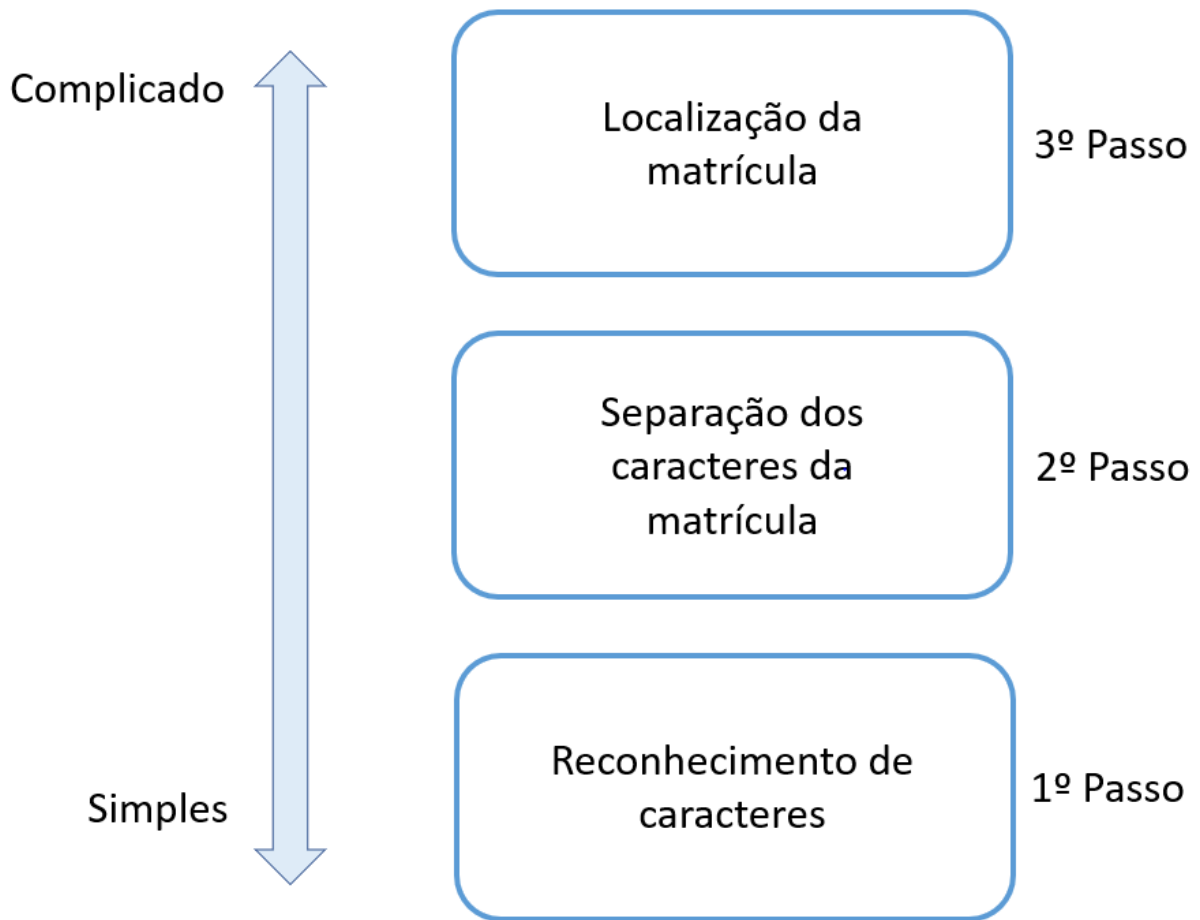 Complicado
Localização da
matrícula
3º Passo
Separação dos
caracteres da
matrícula
2º Passo
Reconhecimento de
caracteres
1º Passo
Simples